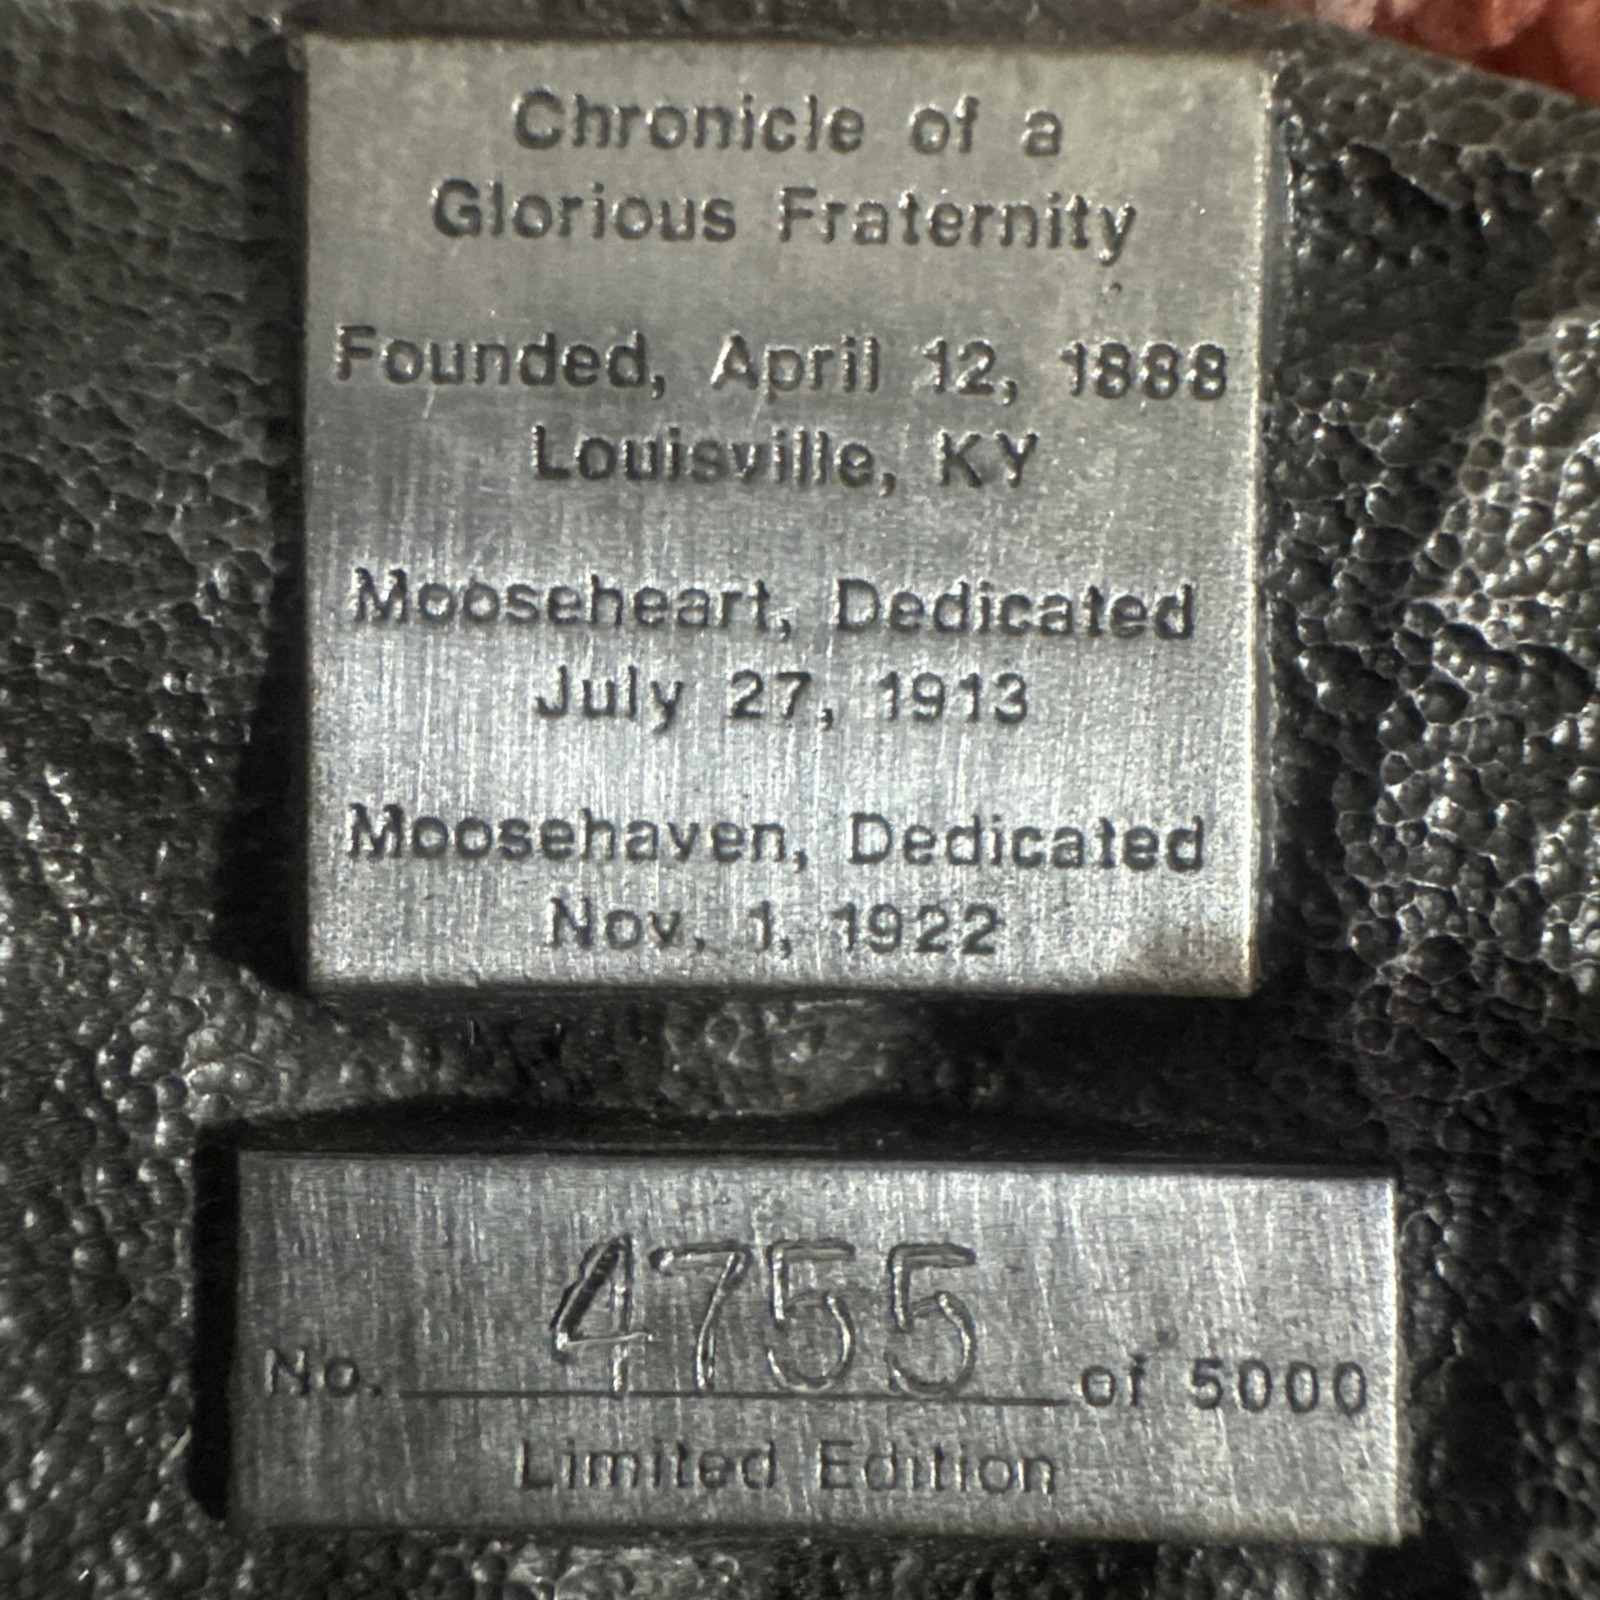 Chronicle of a
Glorious Fraternity
Founded, April 12, 1888
Louisville, KY
Mooseheart, Dedicated
July 27, 1913
Moosehaven, Dedicated
Nov. 1, 1922
No. 4755 of 5000
Limited Edition